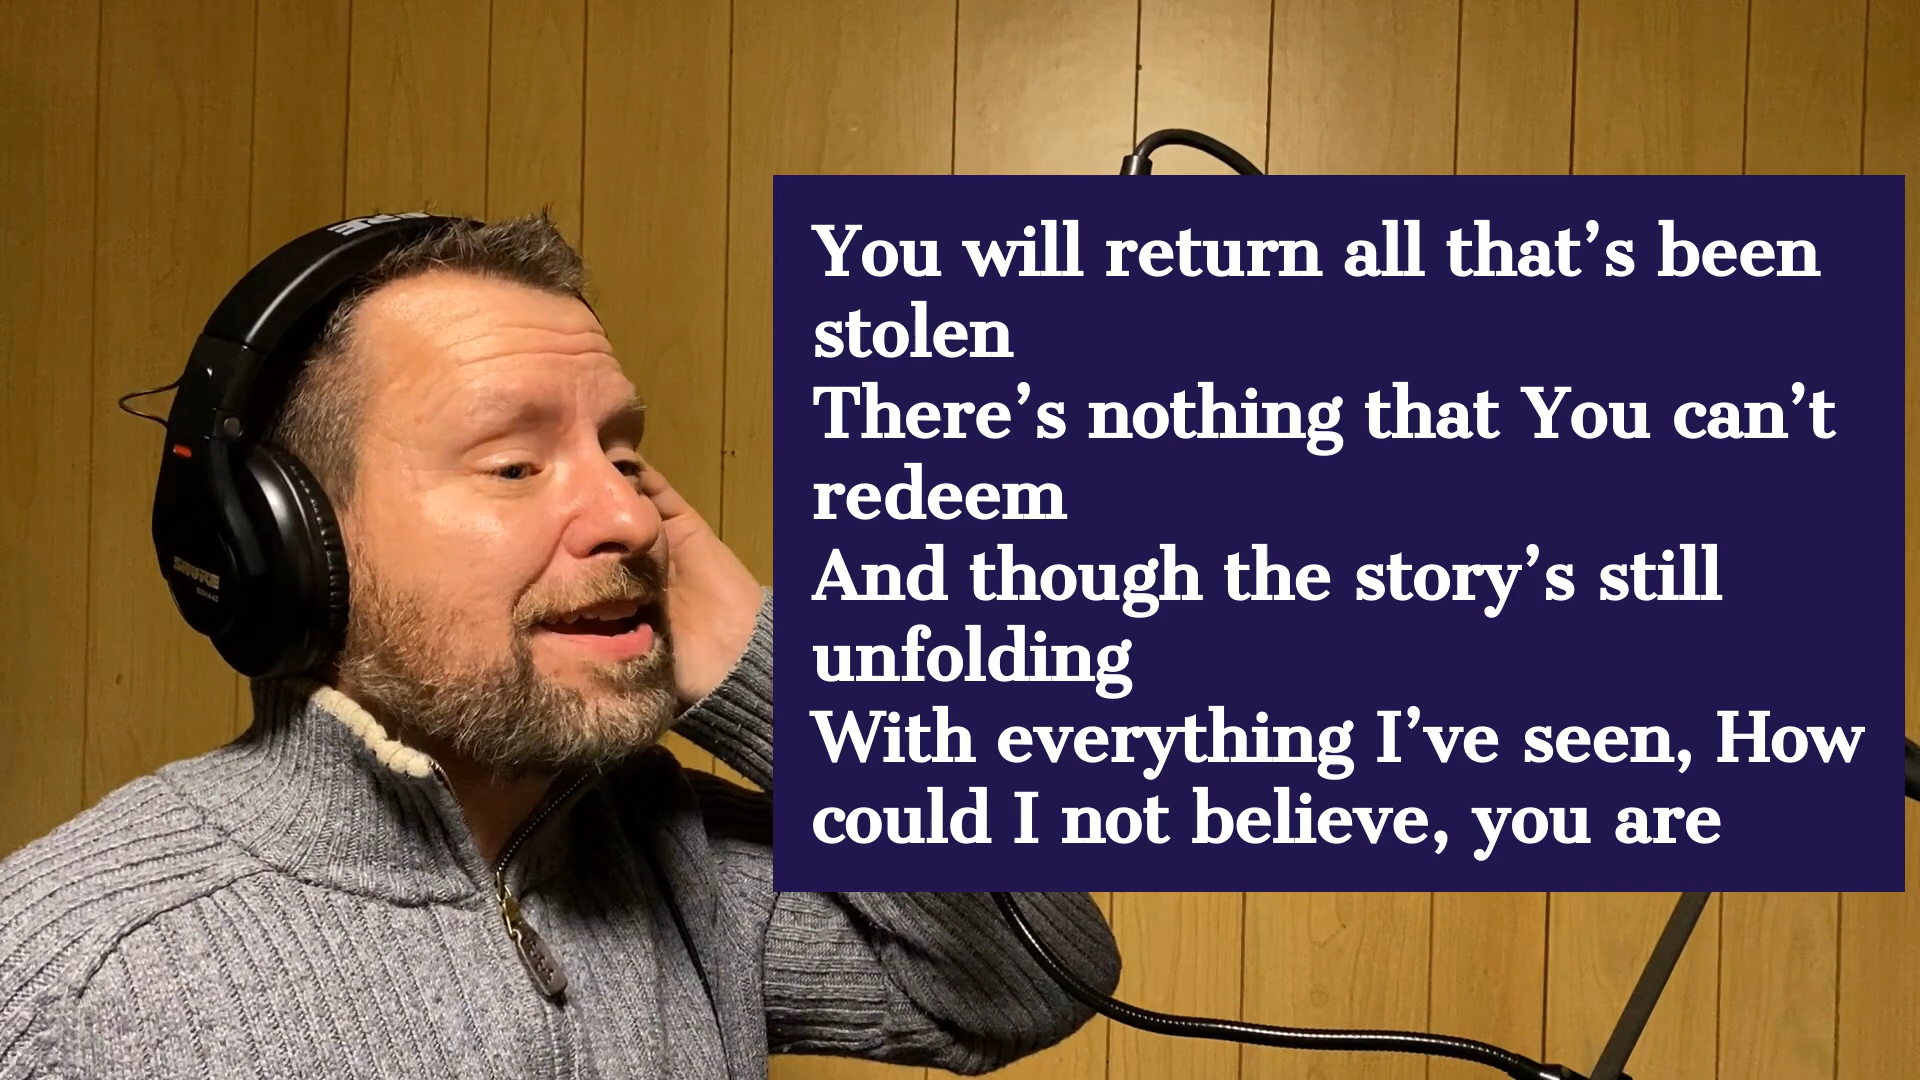 SHURE
You will return all that’s been
stolen
There’s nothing that You can’t
redeem
And though the story’s still
unfolding
With everything I’ve seen, How
could I not believe, you are